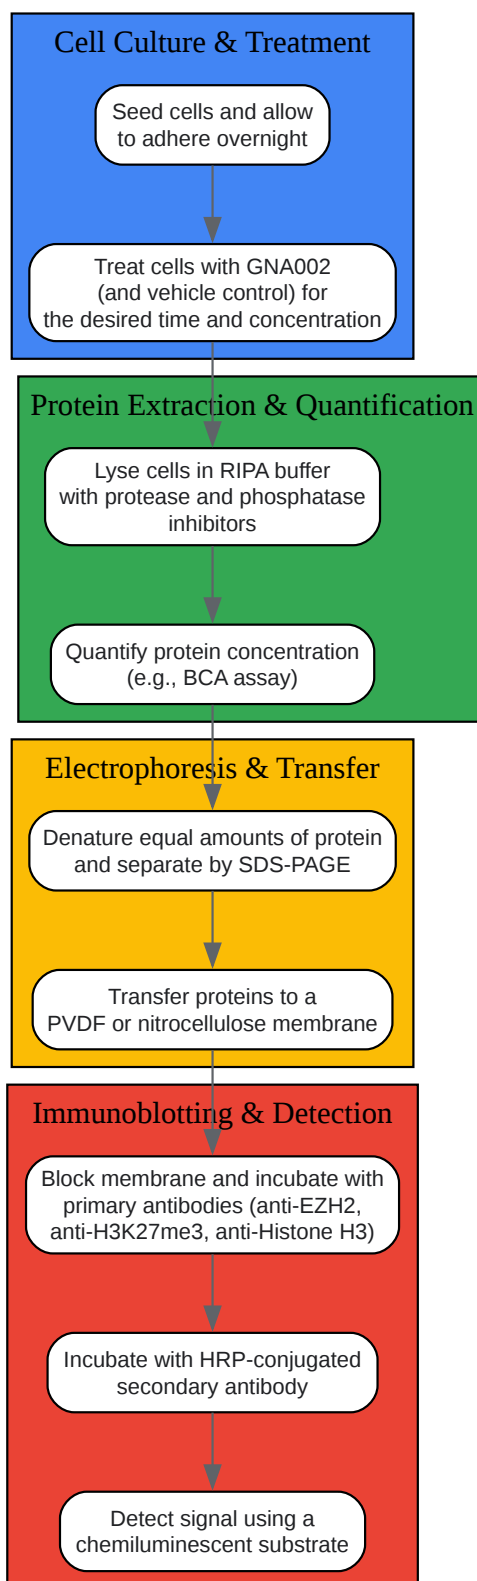 Cell Culture & Treatment
Seed cells and allow
to adhere overnight
Treat cells with GNA002
(and vehicle control) for
the desired time and concentration
Protein Extraction & Quantification
Lyse cells in RIPA buffer
with protease and phosphatase
inhibitors
Quantify protein concentration
(e.g., BCA assay)
Electrophoresis & Transfer
Denature equal amounts of protein
and separate by SDS-PAGE
Transfer proteins to a
PVDF or nitrocellulose membrane
Immunoblotting & Detection
Block membrane and incubate with
primary antibodies (anti-EZH2,
anti-H3K27me3, anti-Histone H3)
Incubate with HRP-conjugated
secondary antibody
Detect signal using a
chemiluminescent substrate